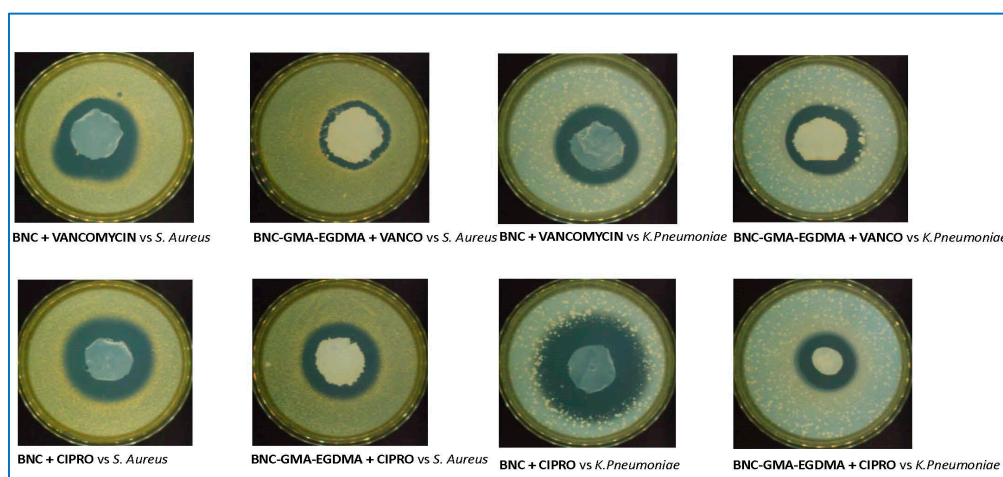 BNC + VANCOMYCIN vs S. Aureus
BNC-GMA-EGDMA + VANCO vs S. Aureus
BNC + VANCOMYCIN vs K.Pneumoniae
BNC-GMA-EGDMA + VANCO vs K.Pneumoniae
BNC + CIPRO vs S. Aureus
BNC-GMA-EGDMA + CIPRO vs S. Aureus
BNC + CIPRO vs K.Pneumoniae
BNC-GMA-EGDMA + CIPRO vs K.Pneumoniae